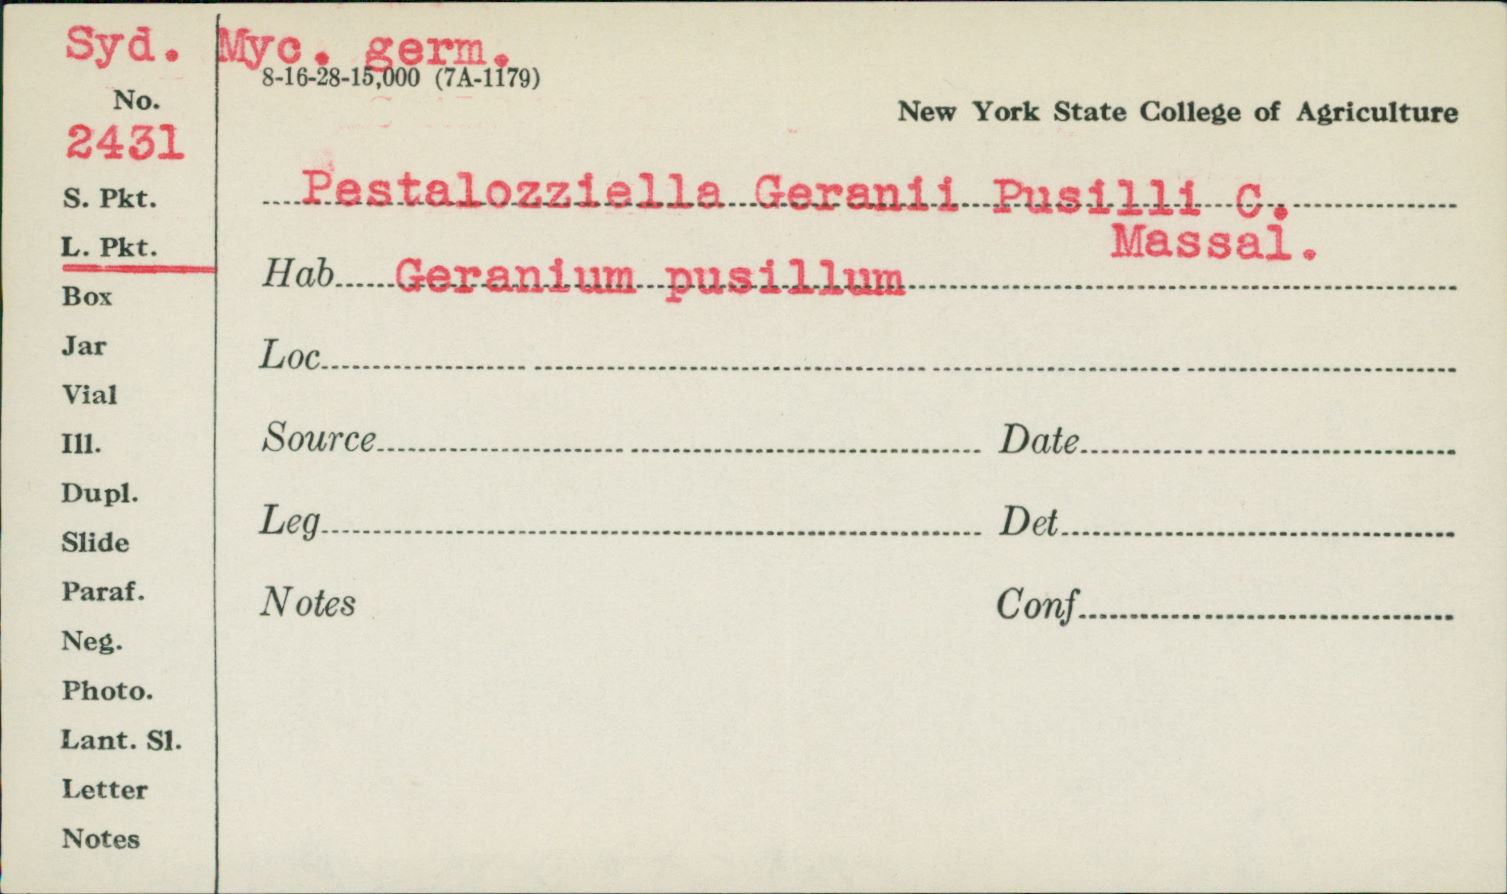 Syd. Myc. germ.
8-16-28-15,000 (7A-1179)
No.
New York State College of Agriculture
2431
S. Pkt.
Pestalozziella Geranii Pusilli C.
Massal.
L. Pkt.
Hab Geranium pusillum
Box
Jar
Loc
Vial
Ill.
Source Date
Dupl.
Leg Det
Slide
Paraf.
Notes Conf
Neg.
Photo.
Lant. Sl.
Letter
Notes